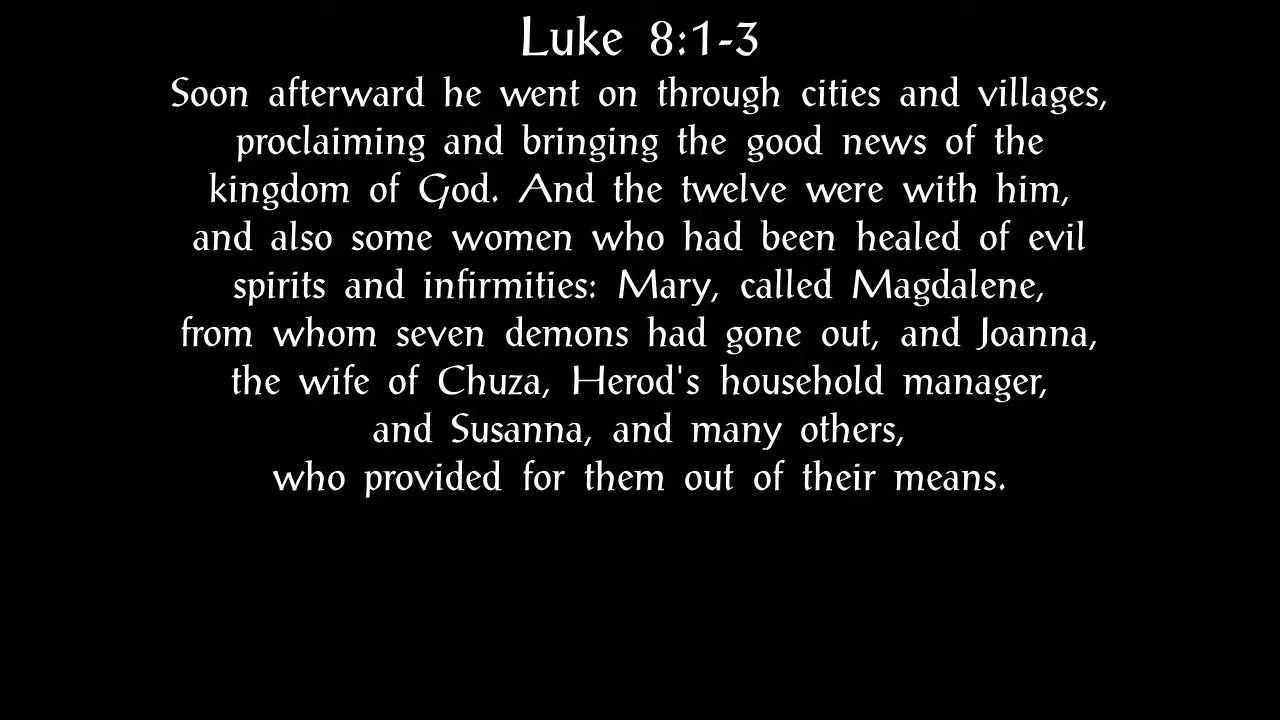 Luke 8:1-3
Soon afterward he went on through cities and villages,
proclaiming and bringing the good news of the
kingdom of God. And the twelve were with him,
and also some women who had been healed of evil
spirits and infirmities: Mary, called Magdalene,
from whom seven demons had gone out, and Joanna,
the wife of Chuza, Herod's household manager,
and Susanna, and many others,
who provided for them out of their means.